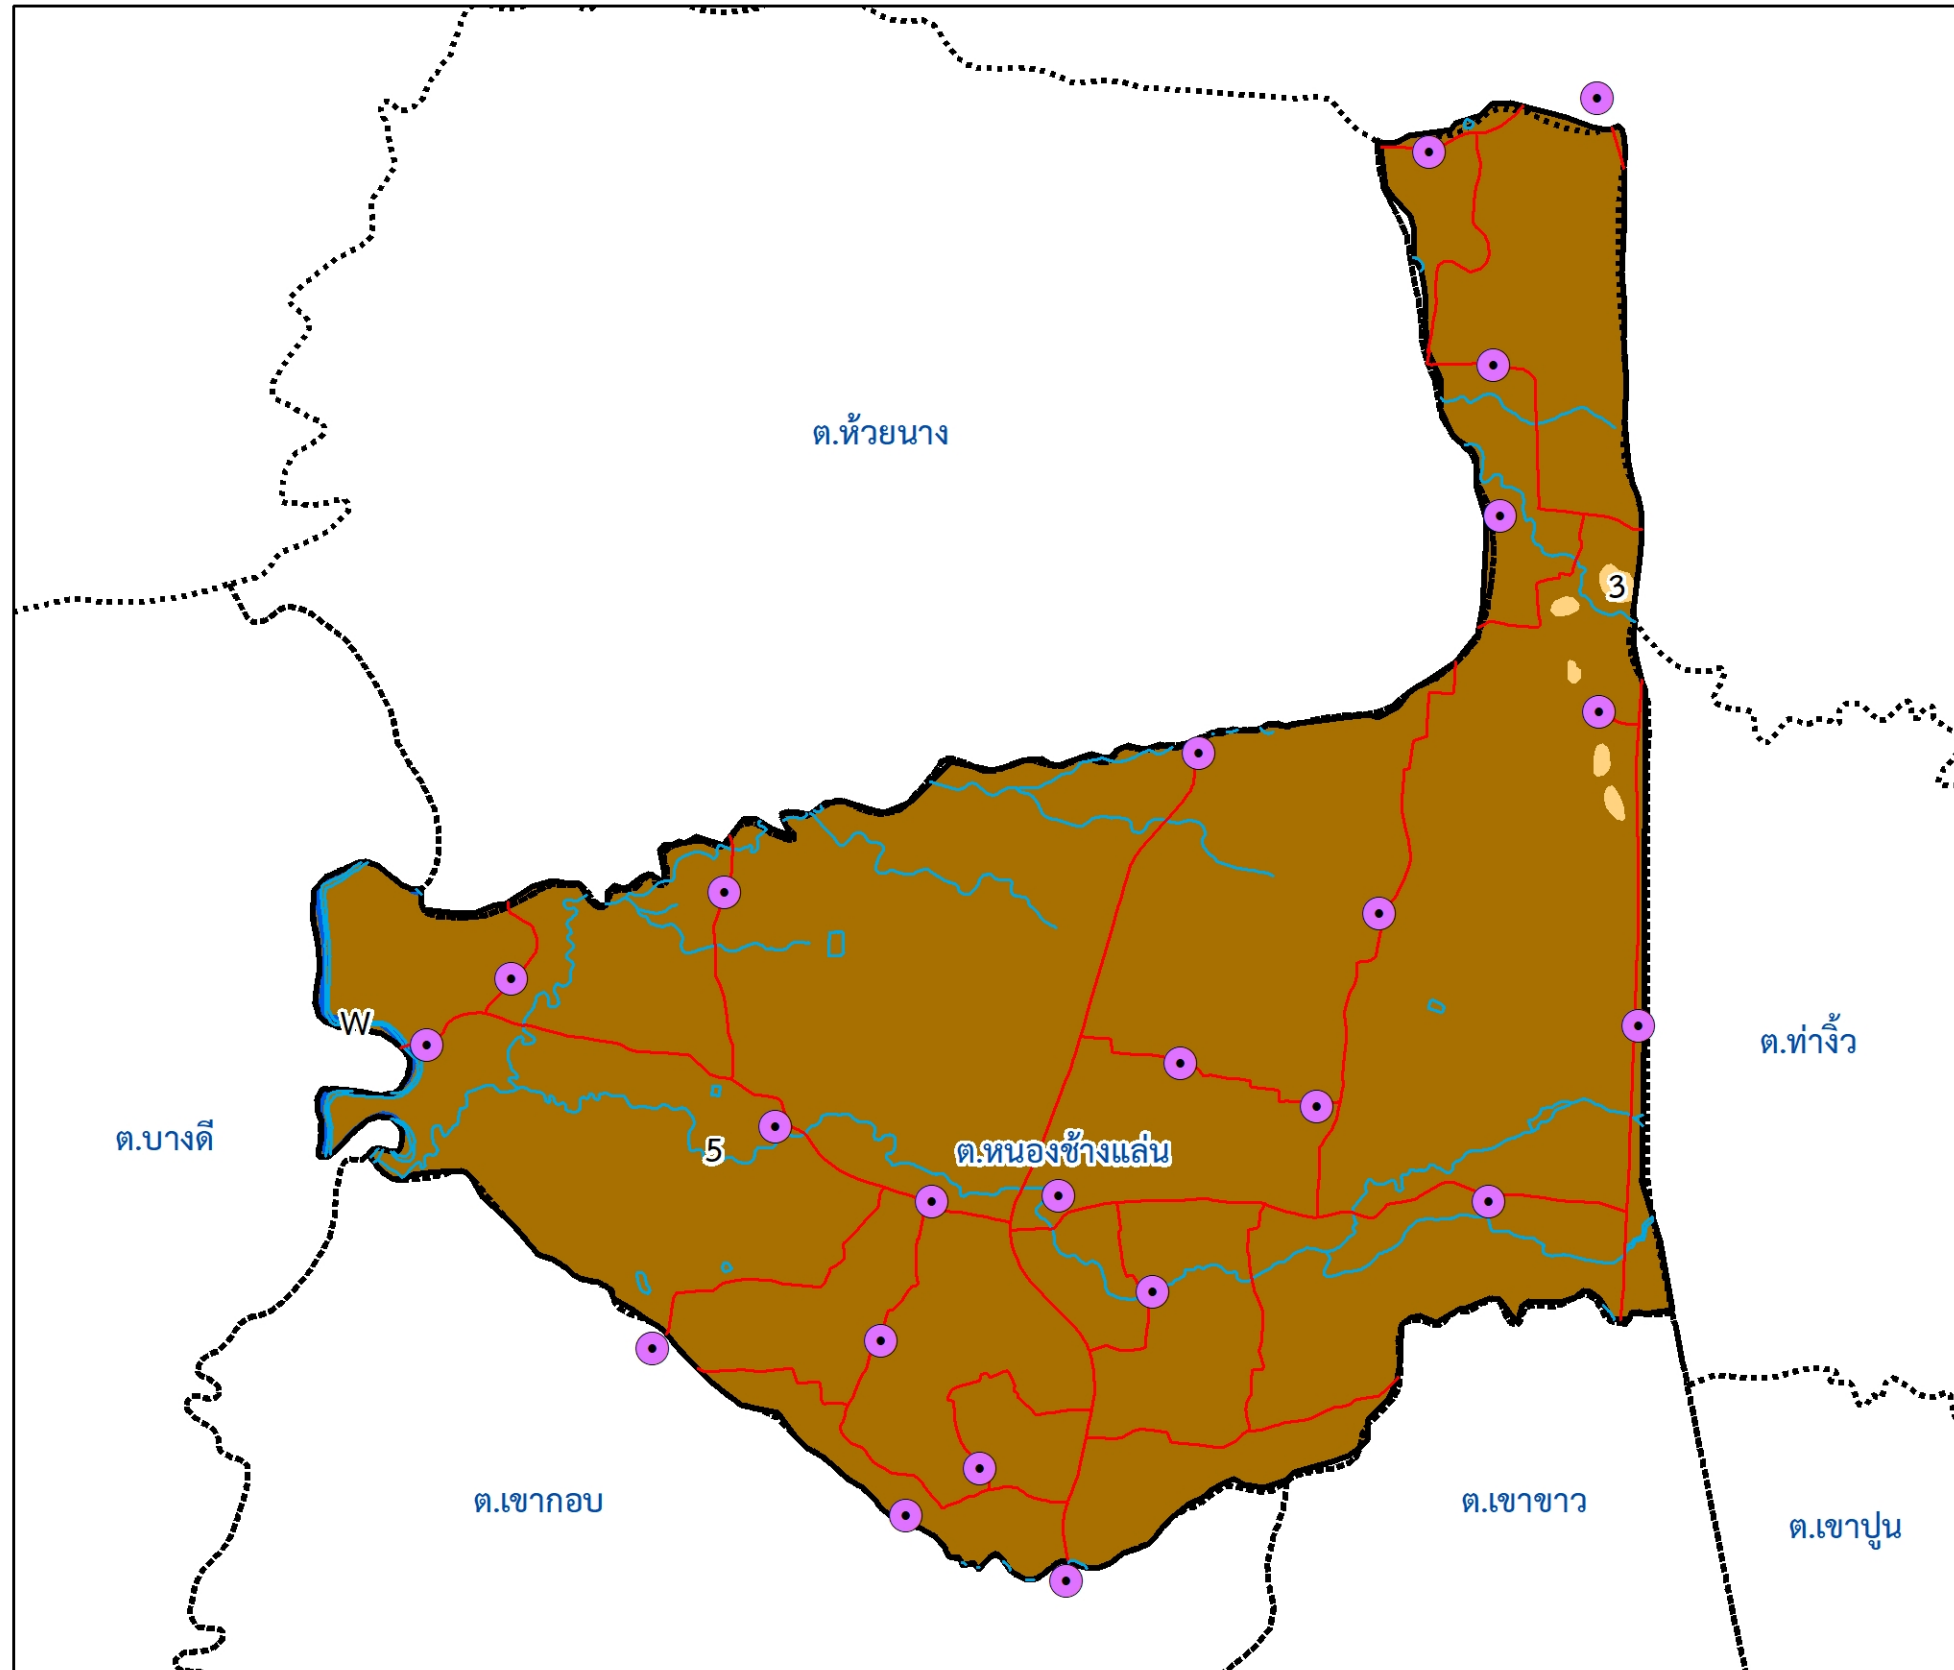 ต.ห้วยนาง
3
W
ต.ท่างิ้ว
ต.บางดี
5
ต.หนองช้างแล่น
ต.เขากอบ
ต.เขาขาว
ต.เขาปูน